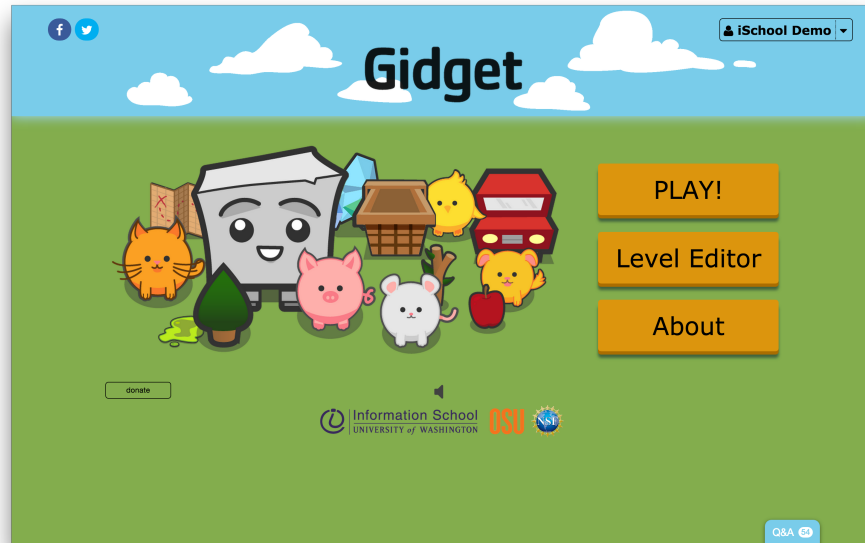 f
iSchool Demo
Gidget
PLAY!
Level Editor
About
donate
Information School
UNIVERSITY of WASHINGTON
OSU
NSF
Q&A 54